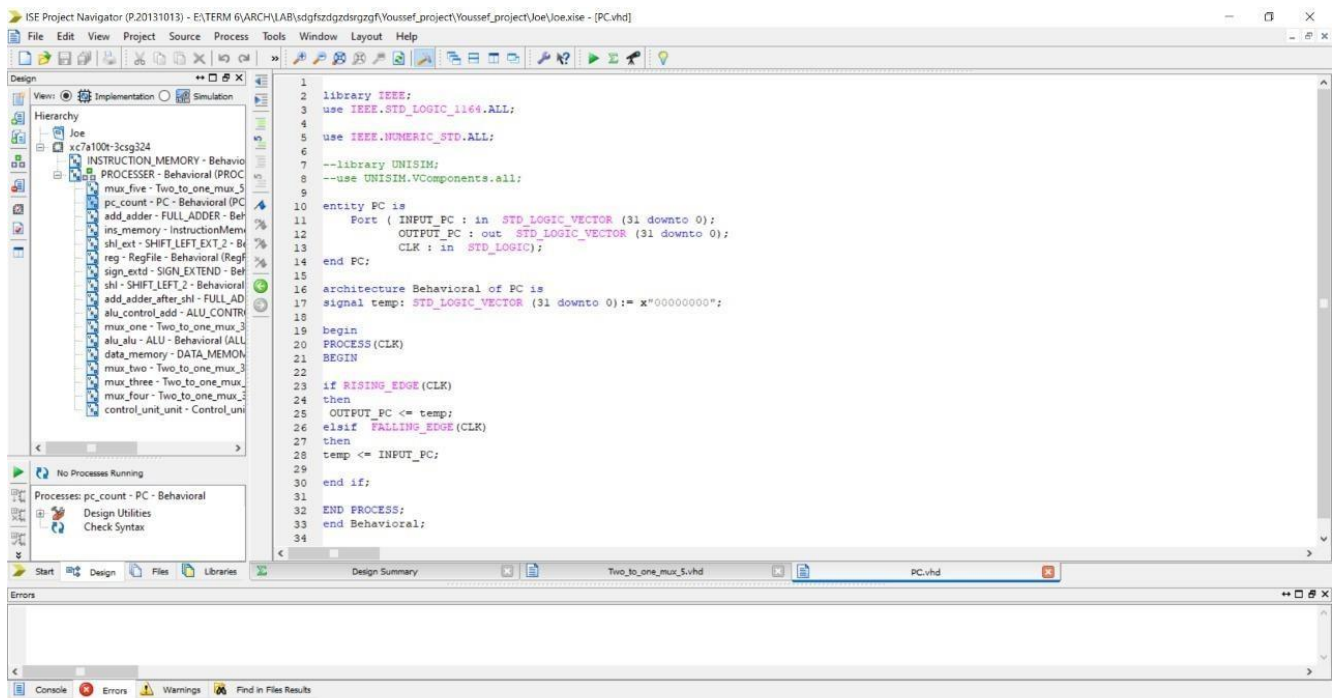 ISE Project Navigator (P.20131013) - E:\TERM 6\ARCH\LAB\sdgfszdgzdsrgzgf\Youssef_project\Youssef_project\Joe\Joe.xise - [PC.vhd]
File Edit View Project Source Process Tools Window Layout Help
Design
View: Implementation Simulation
Hierarchy
Joe
xc7a100t-3csg324
INSTRUCTION_MEMORY - Behavio
PROCESSER - Behavioral (PROC
mux_five - Two_to_one_mux_5
pc_count - PC - Behavioral (PC
add_adder - FULL_ADDER - Beh
ins_memory - InstructionMem
shl_ext - SHIFT_LEFT_EXT_2 - Be
reg - RegFile - Behavioral (RegF
sign_extd - SIGN_EXTEND - Beh
shl - SHIFT_LEFT_2 - Behavioral
add_adder_after_shl - FULL_AD
alu_control_add - ALU_CONTR
mux_one - Two_to_one_mux_3
alu_alu - ALU - Behavioral (ALU
data_memory - DATA_MEMOR
mux_two - Two_to_one_mux_3
mux_three - Two_to_one_mux_
mux_four - Two_to_one_mux_3
control_unit_unit - Control_uni
No Processes Running
Processes: pc_count - PC - Behavioral
Design Utilities
Check Syntax
Start Design Files Libraries
1
2 library IEEE;
3 use IEEE.STD_LOGIC_1164.ALL;
4
5 use IEEE.NUMERIC_STD.ALL;
6
7 --library UNISIM;
8 --use UNISIM.VComponents.all;
9
10 entity PC is
11 Port ( INPUT_PC : in STD_LOGIC_VECTOR (31 downto 0);
12 OUTPUT_PC : out STD_LOGIC_VECTOR (31 downto 0);
13 CLK : in STD_LOGIC);
14 end PC;
15
16 architecture Behavioral of PC is
17 signal temp: STD_LOGIC_VECTOR (31 downto 0):= x"00000000";
18
19 begin
20 PROCESS(CLK)
21 BEGIN
22
23 if RISING_EDGE(CLK)
24 then
25 OUTPUT_PC <= temp;
26 elsif FALLING_EDGE(CLK)
27 then
28 temp <= INPUT_PC;
29
30 end if;
31
32 END PROCESS;
33 end Behavioral;
34
Design Summary Two_to_one_mux_5.vhd PC.vhd
Errors
Console Errors Warnings Find in Files Results